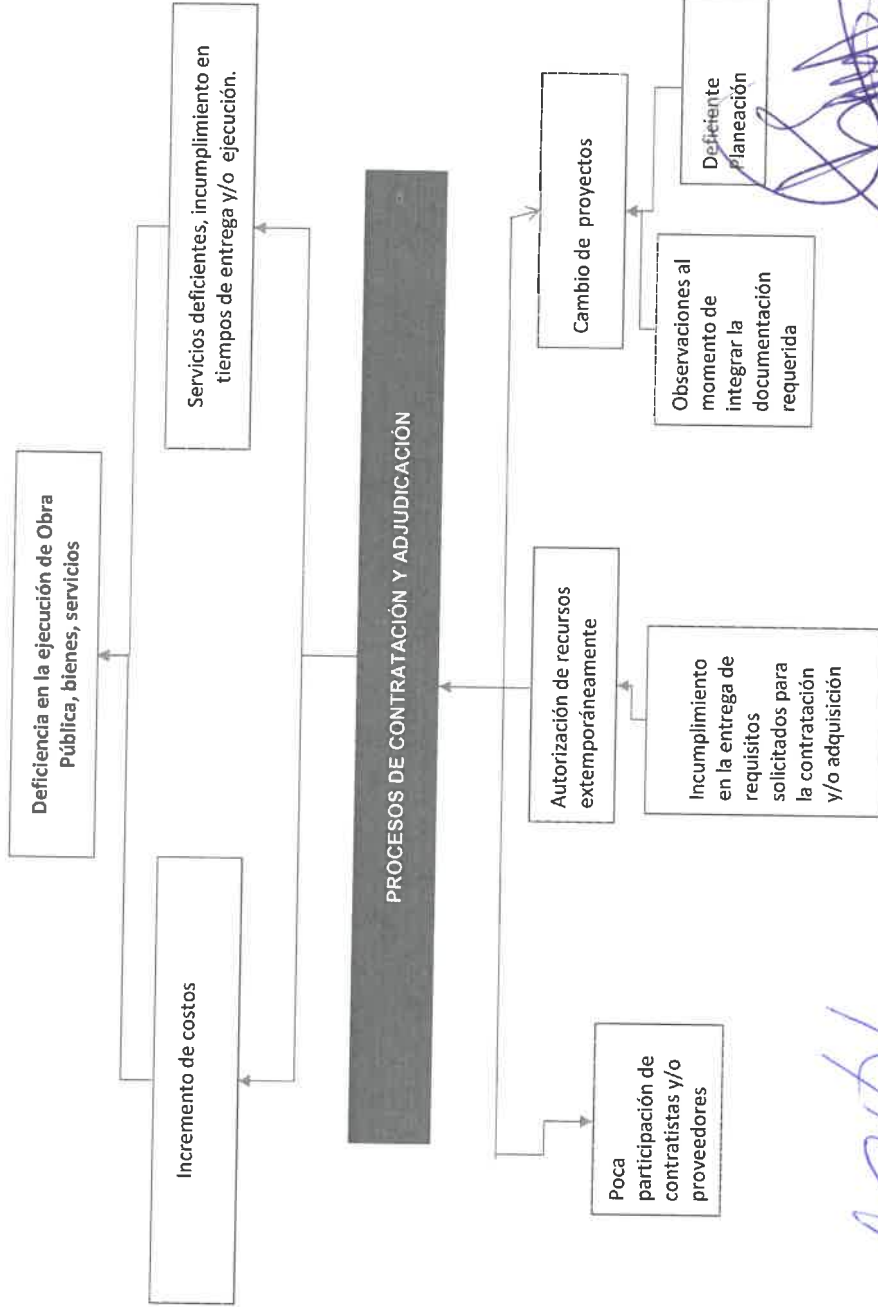 Deficiencia en la ejecución de Obra
Pública, bienes, servicios
Incremento de costos
Servicios deficientes, incumplimiento en
tiempos de entrega y/o ejecución.
PROCESOS DE CONTRATACIÓN Y ADJUDICACIÓN
Poca
participación de
contratistas y/o
proveedores
Autorización de recursos
extemporáneamente
Cambio de proyectos
Incumplimiento
en la entrega de
requisitos
solicitados para
la contratación
y/o adquisición
Observaciones al
momento de
integrar la
documentación
requerida
Deficiente
Planeación